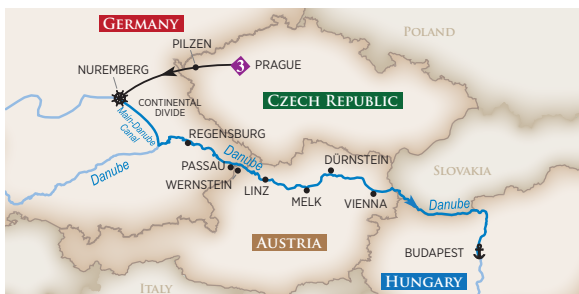 GERMANY
POLAND
PILZEN
3 PRAGUE
NUREMBERG
CONTINENTAL
DIVIDE
CZECH REPUBLIC
Main-Danube
Canal
REGENSBURG
Danube
Danube
PASSAU
WERNSTEIN
DÜRNSTEIN
SLOVAKIA
LINZ
MELK
VIENNA
Danube
AUSTRIA
BUDAPEST
HUNGARY
ITALY